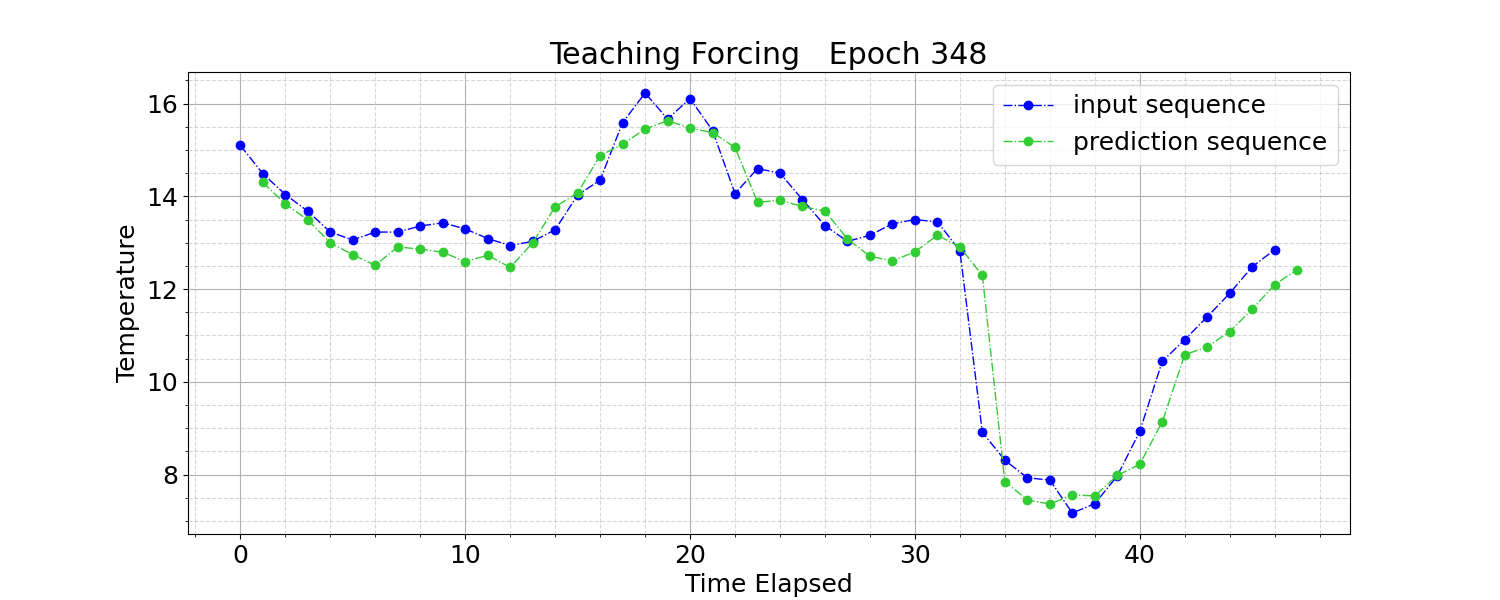 Teaching Forcing   Epoch 348
input sequence
prediction sequence
Temperature
16
14
12
10
8
0 10 20 30 40
Time Elapsed